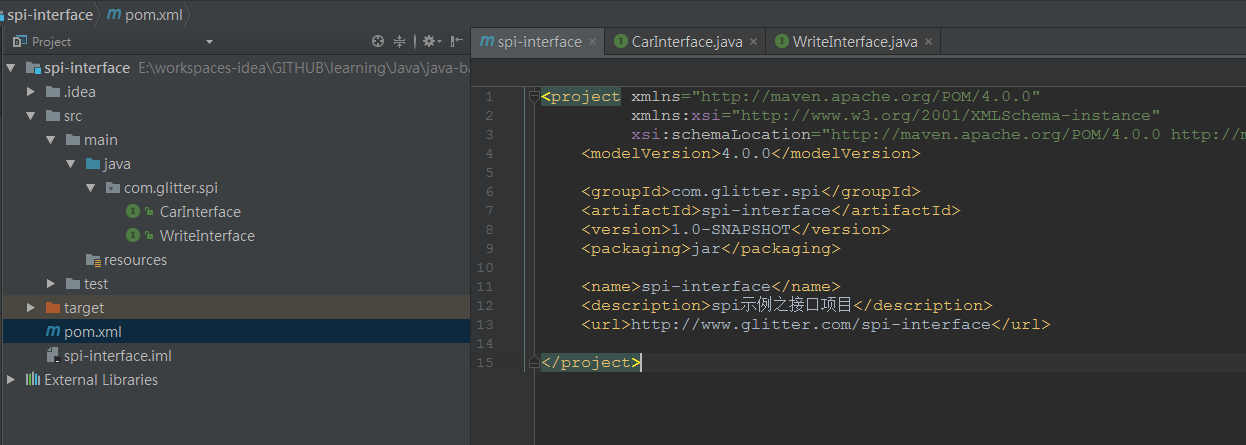 spi-interface pom.xml
Project
spi-interface E:\workspaces-idea\GITHUB\learning\Java\java-ba
.idea
src
main
java
com.glitter.spi
CarInterface
WriteInterface
resources
test
target
pom.xml
spi-interface.iml
External Libraries
spi-interface CarInterface.java WriteInterface.java
1 <project xmlns="http://maven.apache.org/POM/4.0.0"
2 xmlns:xsi="http://www.w3.org/2001/XMLSchema-instance"
3 xsi:schemaLocation="http://maven.apache.org/POM/4.0.0 http://m
4 <modelVersion>4.0.0</modelVersion>
5
6 <groupId>com.glitter.spi</groupId>
7 <artifactId>spi-interface</artifactId>
8 <version>1.0-SNAPSHOT</version>
9 <packaging>jar</packaging>
10
11 <name>spi-interface</name>
12 <description>spi示例之接口项目</description>
13 <url>http://www.glitter.com/spi-interface</url>
14
15 </project>